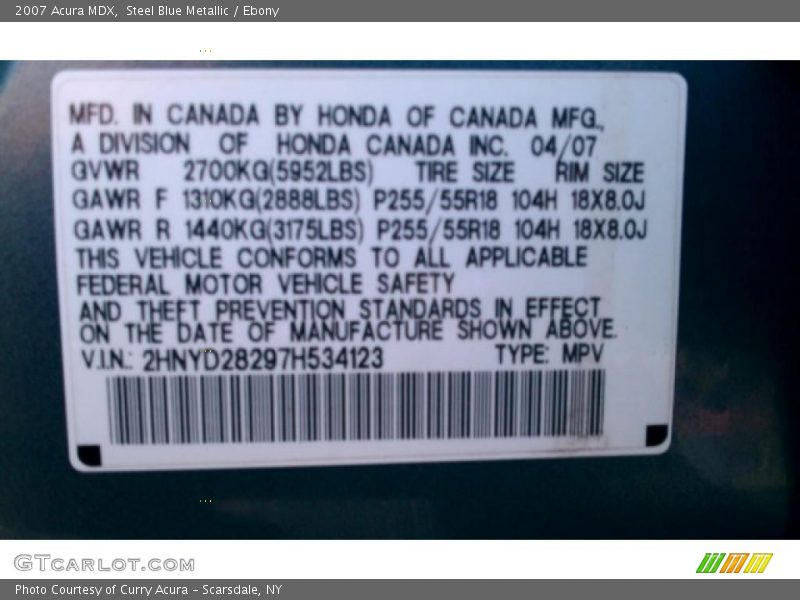 2007 Acura MDX,  Steel Blue Metallic / Ebony
MFD. IN CANADA BY HONDA OF CANADA MFG.,
A DIVISION OF HONDA CANADA INC. 04/07
GVWR 2700KG(5952LBS) TIRE SIZE RIM SIZE
GAWR F 1310KG(2888LBS) P255/55R18 104H 18X8.0J
GAWR R 1440KG(3175LBS) P255/55R18 104H 18X8.0J
THIS VEHICLE CONFORMS TO ALL APPLICABLE
FEDERAL MOTOR VEHICLE SAFETY
AND THEFT PREVENTION STANDARDS IN EFFECT
ON THE DATE OF MANUFACTURE SHOWN ABOVE.
V.I.N.: 2HNYD28297H534123 TYPE: MPV
GTCARLOT.COM
Photo Courtesy of Curry Acura - Scarsdale, NY